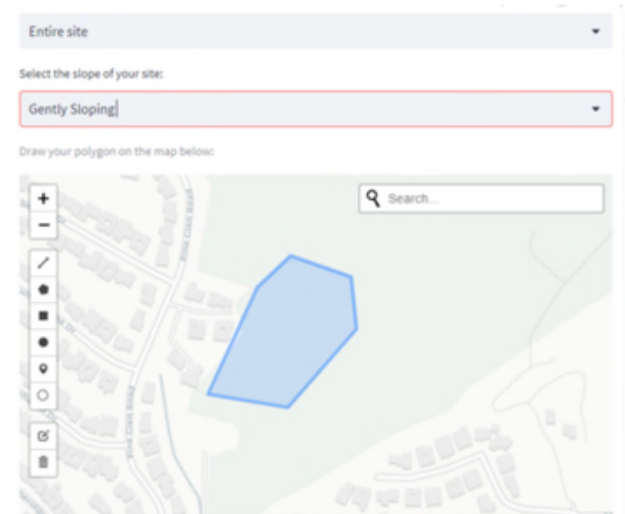 Entire site
Select the slope of your site:
Gently Sloping
Draw your polygon on the map below:
Search...